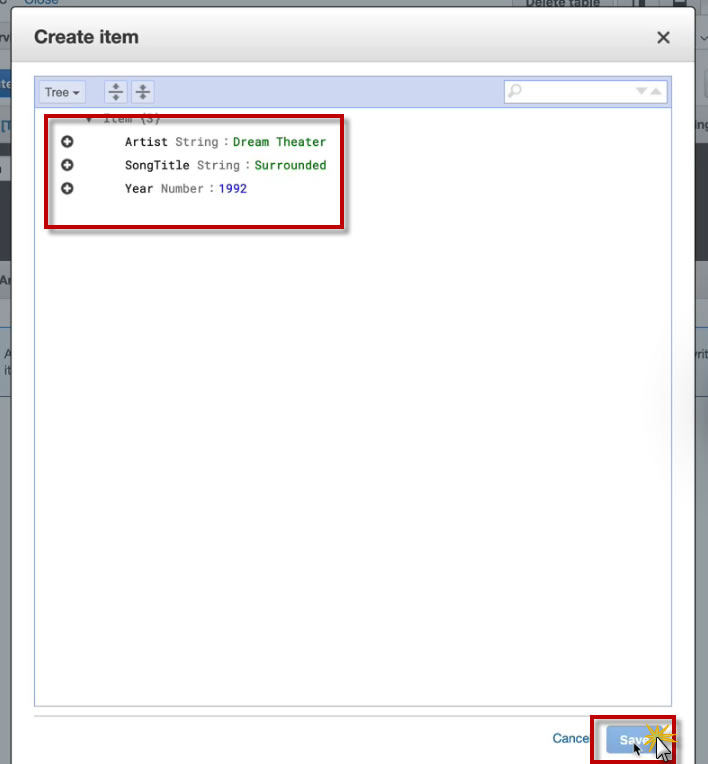 Close
Delete table
Create item
Tree
Item {3}
Artist String : Dream Theater
SongTitle String : Surrounded
Year Number : 1992
Cance
Save